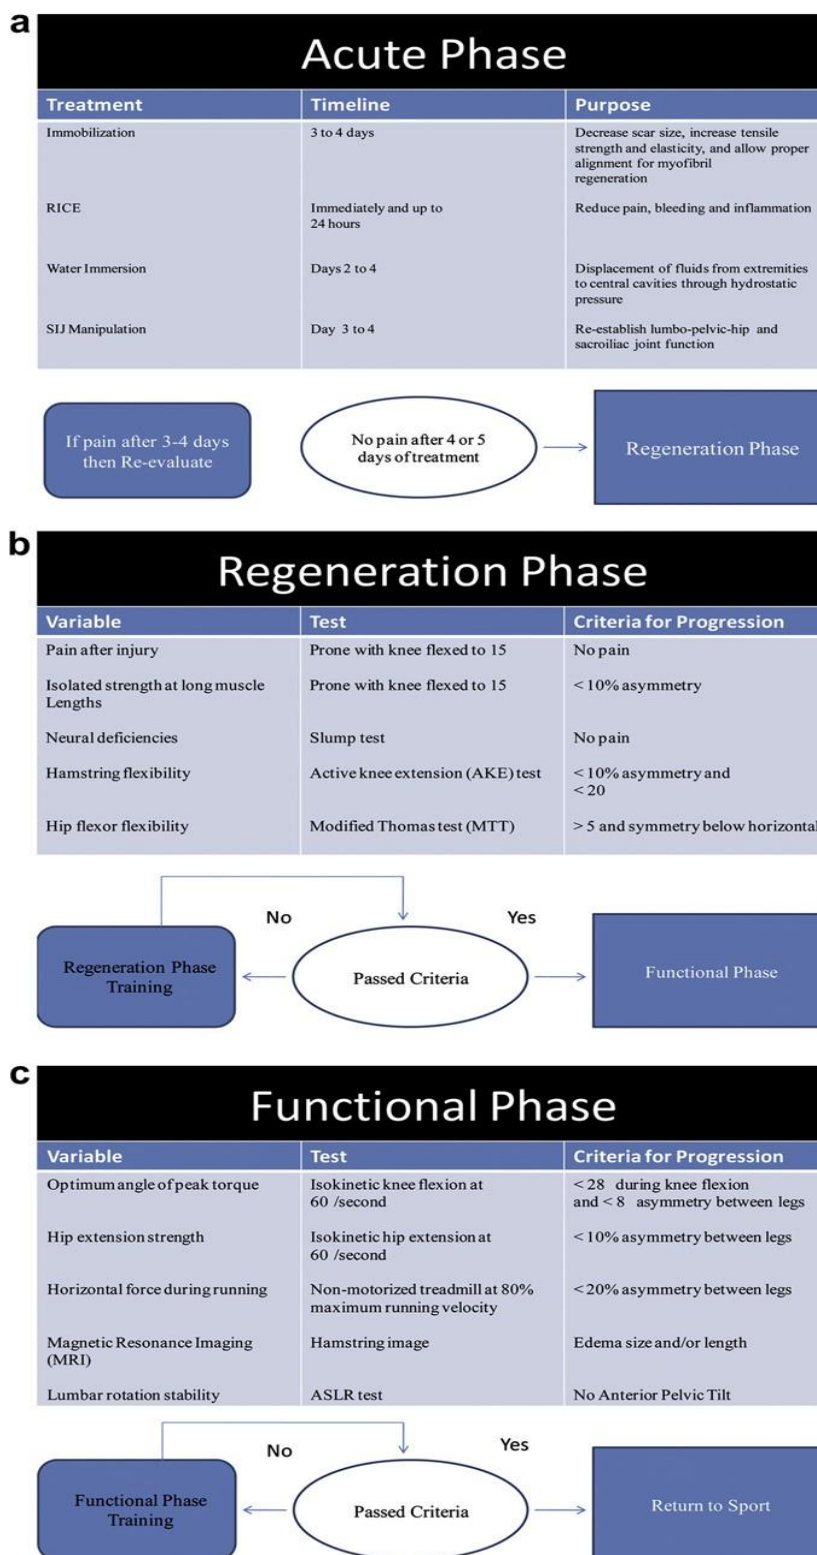 a
Acute Phase
Treatment Timeline Purpose
Immobilization 3 to 4 days Decrease scar size, increase tensile
strength and elasticity, and allow proper
alignment for myofibril
regeneration
RICE Immediately and up to Reduce pain, bleeding and inflammation
24 hours
Water Immersion Days 2 to 4 Displacement of fluids from extremities
to central cavities through hydrostatic
pressure
SIJ Manipulation Day 3 to 4 Re-establish lumbo-pelvic-hip and
sacroiliac joint function
If pain after 3-4 days
then Re-evaluate
No pain after 4 or 5
days of treatment
Regeneration Phase
b
Regeneration Phase
Variable Test Criteria for Progression
Pain after injury Prone with knee flexed to 15 No pain
Isolated strength at long muscle Prone with knee flexed to 15 <10% asymmetry
Lengths
Neural deficiencies Slump test No pain
Hamstring flexibility Active knee extension (AKE) test <10% asymmetry and
<20
Hip flexor flexibility Modified Thomas test (MTT) >5 and symmetry below horizontal
No Yes
Regeneration Phase
Training
Passed Criteria
Functional Phase
c
Functional Phase
Variable Test Criteria for Progression
Optimum angle of peak torque Isokinetic knee flexion at <28 during knee flexion
60 /second and <8 asymmetry between legs
Hip extension strength Isokinetic hip extension at <10% asymmetry between legs
60 /second
Horizontal force during running Non-motorized treadmill at 80% <20% asymmetry between legs
maximum running velocity
Magnetic Resonance Imaging Hamstring image Edema size and/or length
(MRI)
Lumbar rotation stability ASLR test No Anterior Pelvic Tilt
No Yes
Functional Phase
Training
Passed Criteria
Return to Sport